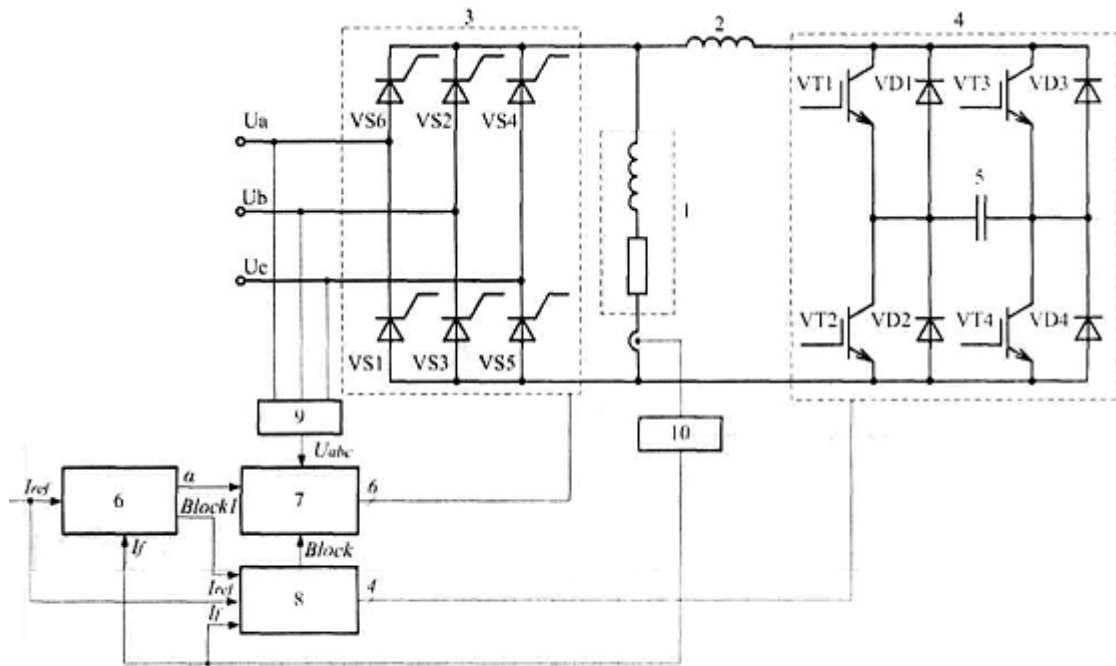 3
2
4
VS6
VS2
VS4
VT1
VD1
VT3
VD3
Ua
Ub
Uc
1
5
VS1
VS3
VS5
VT2
VD2
VT4
VD4
9
10
Uabc
Iref
6
a
Block1
7
6
If
Block
Iref
If
8
4